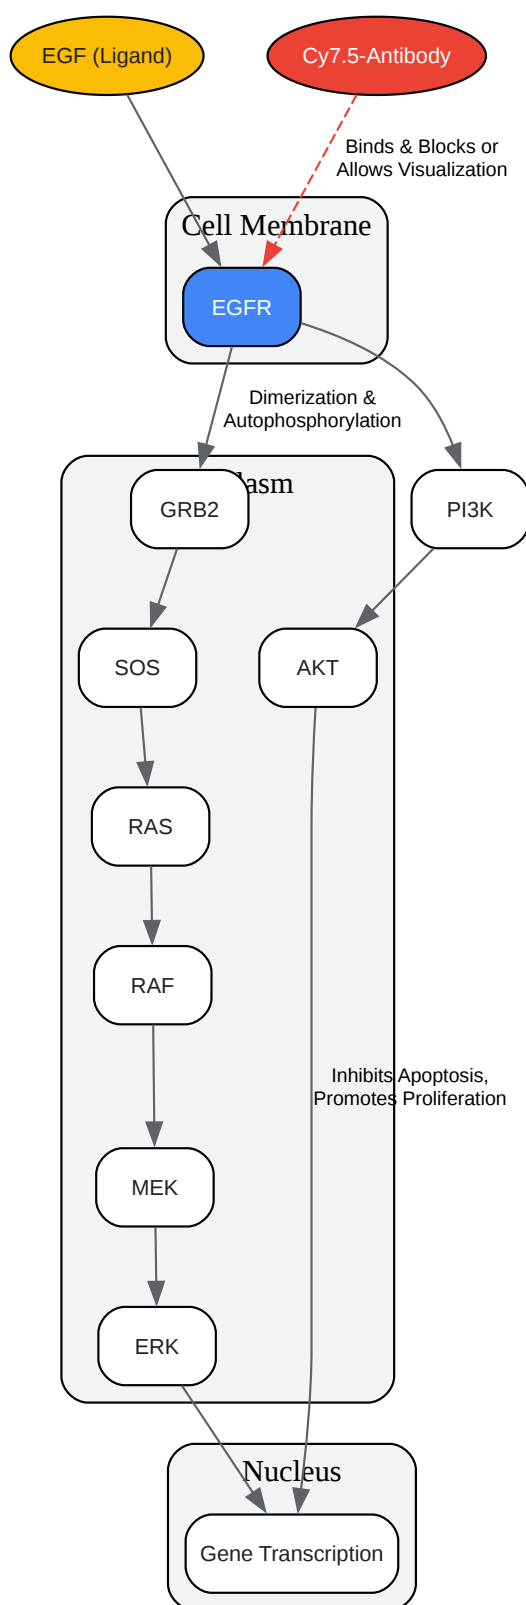 EGF (Ligand)
Cy7.5-Antibody
Binds & Blocks or
Allows Visualization
Cell Membrane
EGFR
Dimerization &
Autophosphorylation
GRB2
PI3K
SOS
AKT
RAS
RAF
Inhibits Apoptosis,
Promotes Proliferation
MEK
ERK
Nucleus
Gene Transcription